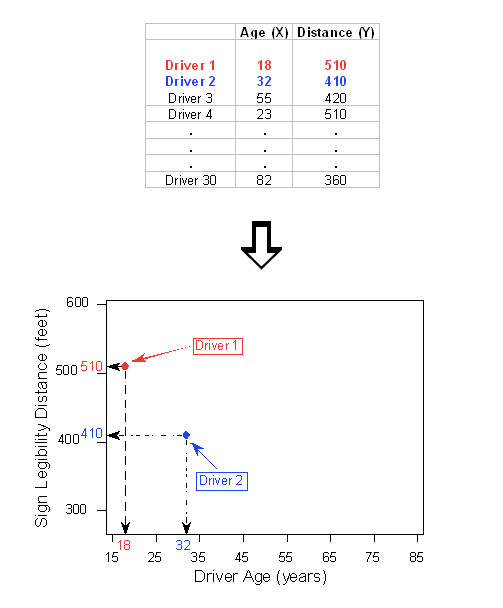 Age (X) Distance (Y)
Driver 1 18 510
Driver 2 32 410
Driver 3 55 420
Driver 4 23 510
. . .
. . .
. . .
Driver 30 82 360
600
Driver 1
510
500
400
410
Driver 2
300
Sign Legibility Distance (feet)
18 32
15 25 35 45 55 65 75 85
Driver Age (years)